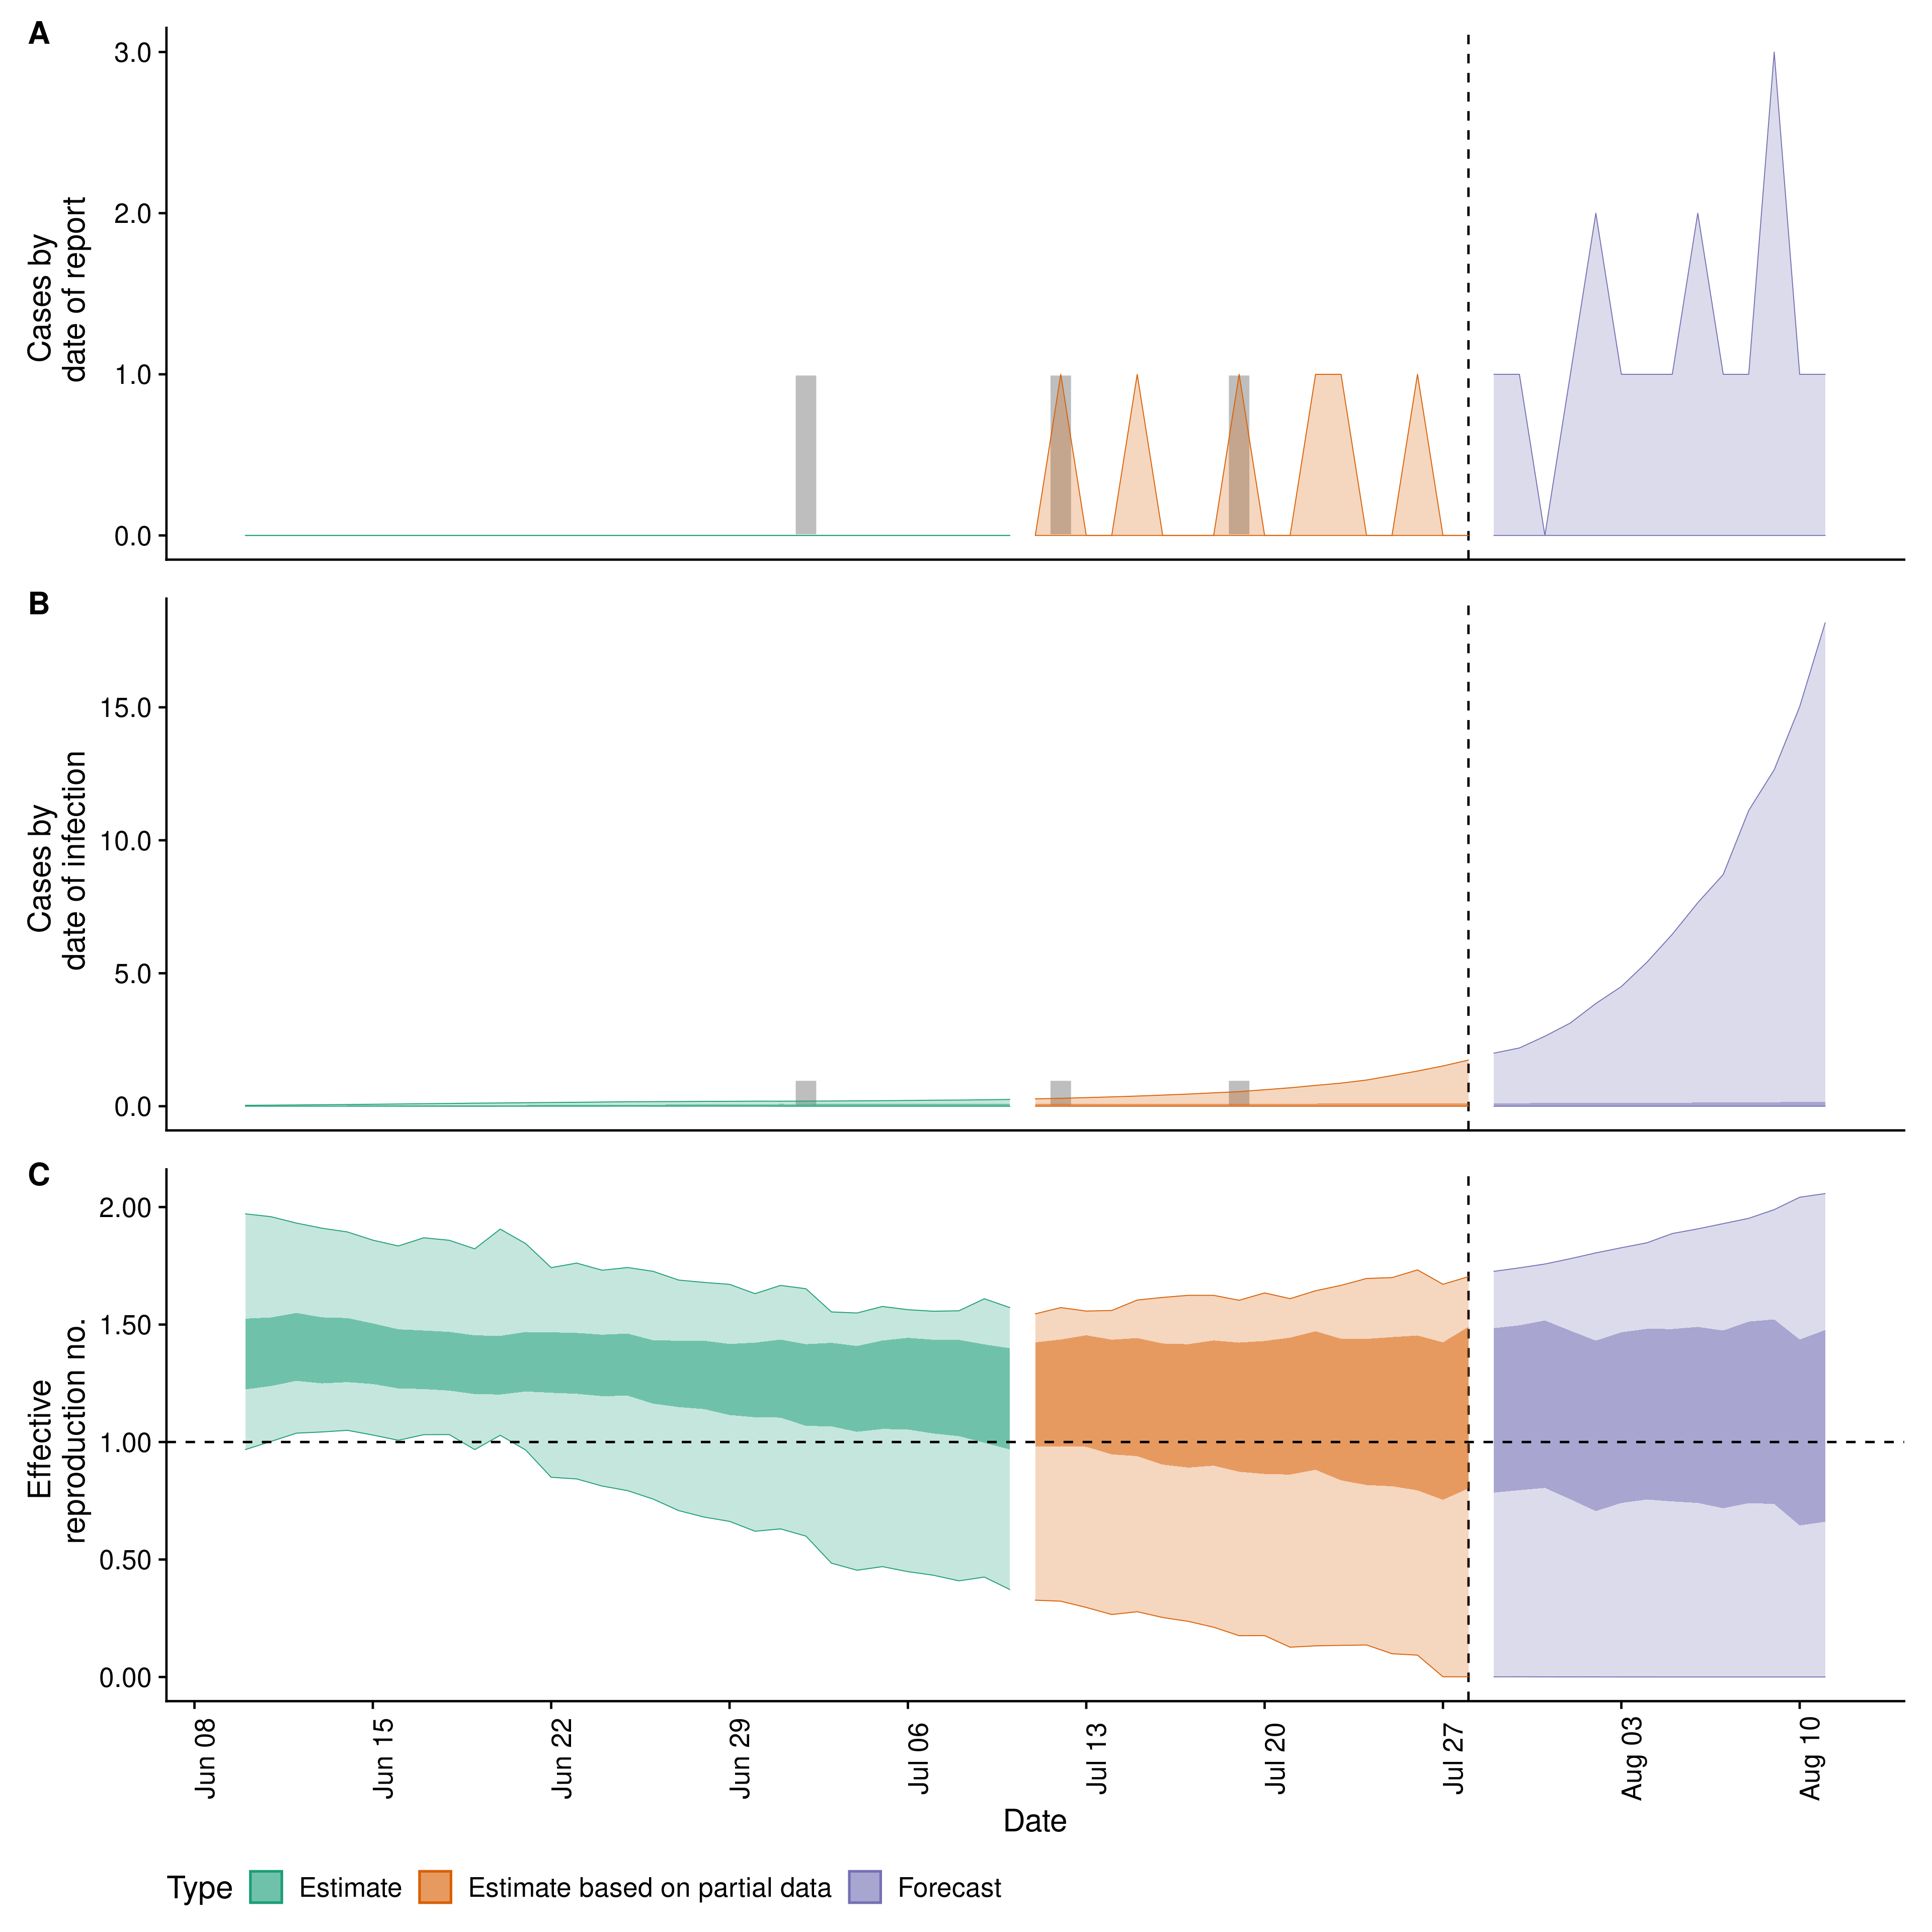 A
3.0
2.0
1.0
0.0
Cases by
date of report
B
15.0
10.0
5.0
0.0
Cases by
date of infection
C
2.00
1.50
1.00
0.50
0.00
Effective
reproduction no.
Jun 08
Jun 15
Jun 22
Jun 29
Jul 06
Jul 13
Jul 20
Jul 27
Aug 03
Aug 10
Date
Type Estimate Estimate based on partial data Forecast